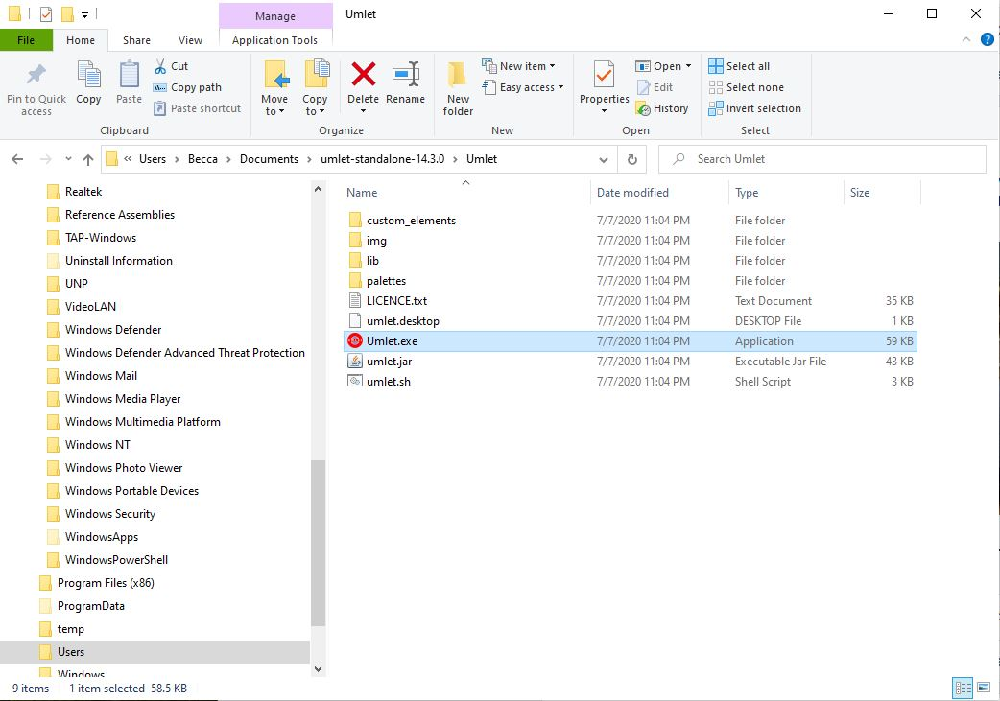 Manage
Umlet
File
Home
Share
View
Application Tools
Pin to Quick access
Copy
Paste
Cut
Copy path
Paste shortcut
Clipboard
Move to
Copy to
Delete
Rename
Organize
New folder
New item
Easy access
New
Properties
Open
Edit
History
Open
Select all
Select none
Invert selection
Select
« Users > Becca > Documents > umlet-standalone-14.3.0 > Umlet
Search Umlet
Realtek
Reference Assemblies
TAP-Windows
Uninstall Information
UNP
VideoLAN
Windows Defender
Windows Defender Advanced Threat Protection
Windows Mail
Windows Media Player
Windows Multimedia Platform
Windows NT
Windows Photo Viewer
Windows Portable Devices
Windows Security
WindowsApps
WindowsPowerShell
Program Files (x86)
ProgramData
temp
Users
Windows
Name Date modified Type Size
custom_elements 7/7/2020 11:04 PM File folder
img 7/7/2020 11:04 PM File folder
lib 7/7/2020 11:04 PM File folder
palettes 7/7/2020 11:04 PM File folder
LICENCE.txt 7/7/2020 11:04 PM Text Document 35 KB
umlet.desktop 7/7/2020 11:04 PM DESKTOP File 1 KB
Umlet.exe 7/7/2020 11:04 PM Application 59 KB
umlet.jar 7/7/2020 11:04 PM Executable Jar File 43 KB
umlet.sh 7/7/2020 11:04 PM Shell Script 3 KB
9 items 1 item selected 58.5 KB